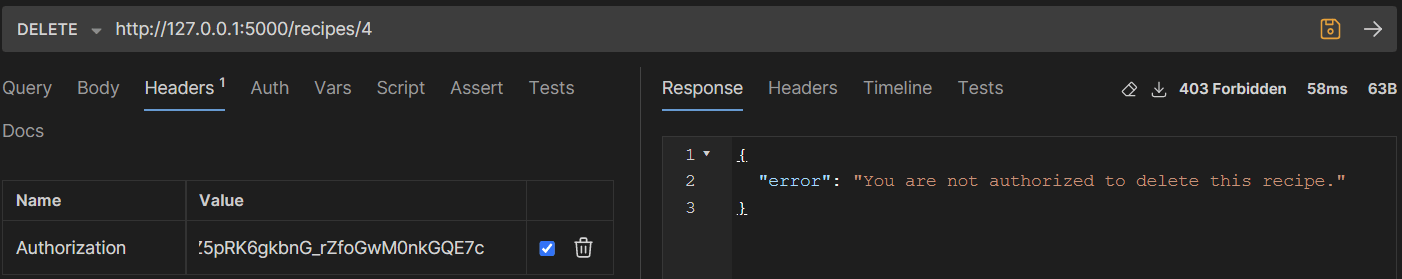 DELETE http://127.0.0.1:5000/recipes/4
Query Body Headers 1 Auth Vars Script Assert Tests
Docs
Name Value
Authorization Z5pRK6gkbnG_rZfoGwM0nkGQE7c
Response Headers Timeline Tests 403 Forbidden 58ms 63B
1 {
2 "error": "You are not authorized to delete this recipe."
3 }